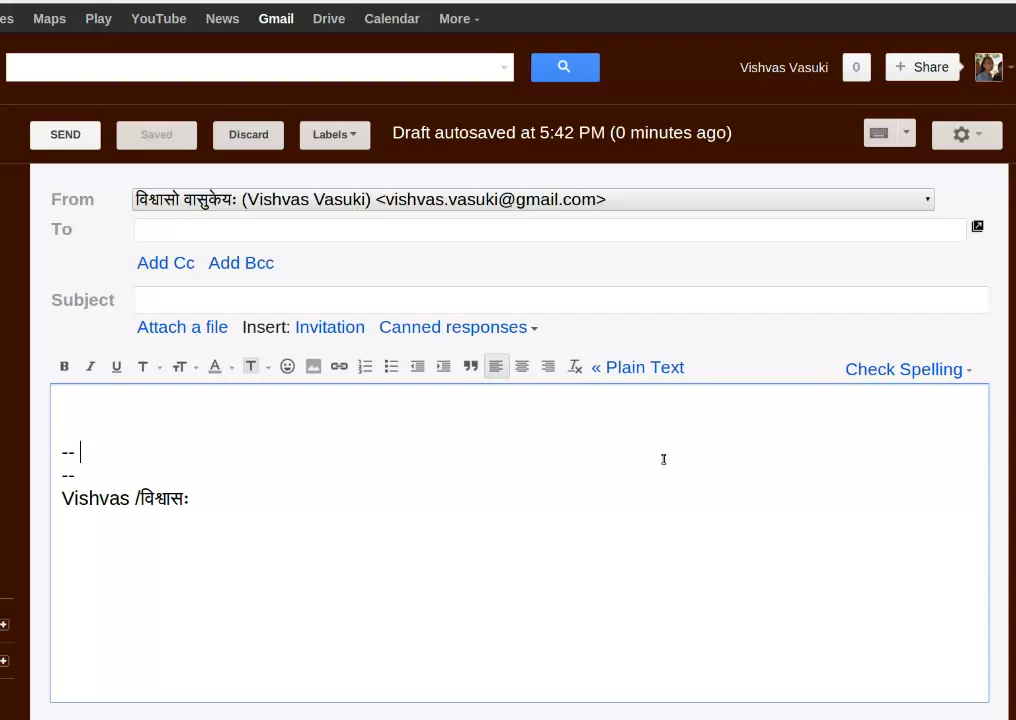 es Maps Play YouTube News Gmail Drive Calendar More
Vishvas Vasuki 0 + Share
SEND Saved Discard Labels Draft autosaved at 5:42 PM (0 minutes ago)
From विश्वासो वासुकेयः (Vishvas Vasuki) <vishvas.vasuki@gmail.com>
To
Add Cc Add Bcc
Subject
Attach a file Insert: Invitation Canned responses
B I U T тT A T « Plain Text Check Spelling
--
--
Vishvas /विश्वासः